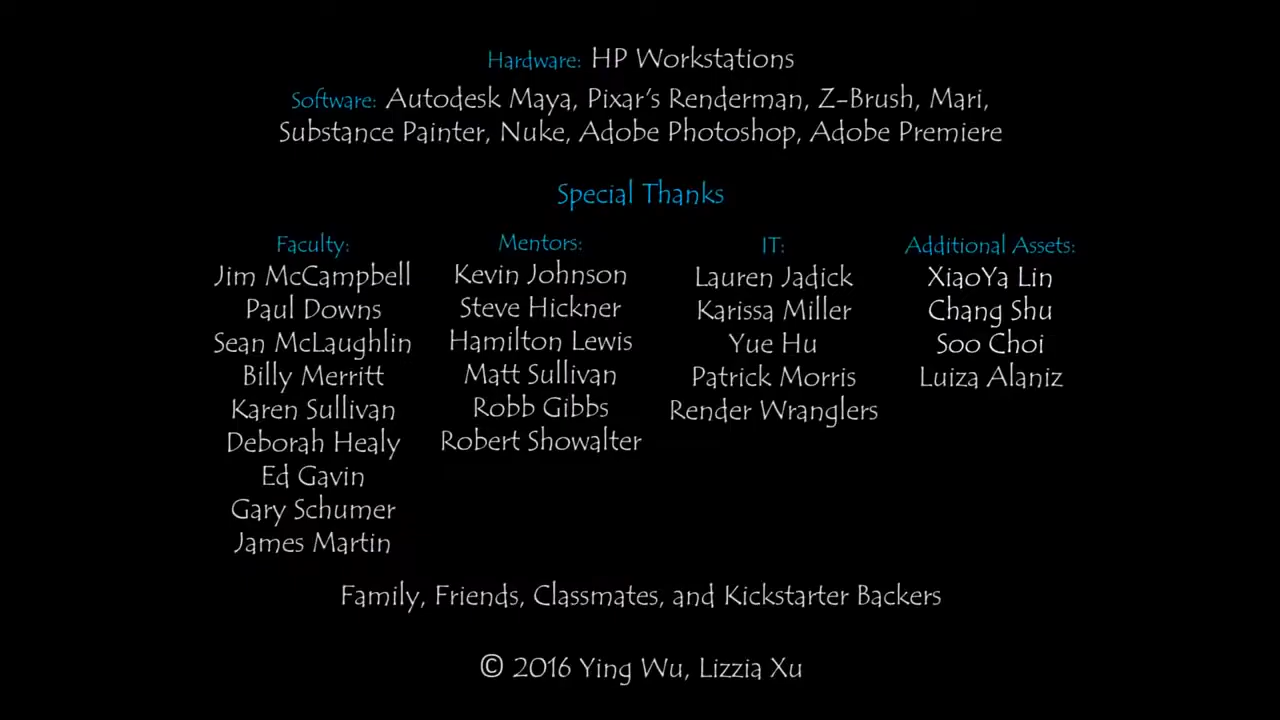 Hardware: HP Workstations
Software: Autodesk Maya, Pixar's Renderman, Z-Brush, Mari,
Substance Painter, Nuke, Adobe Photoshop, Adobe Premiere
Special Thanks
Faculty:
Jim McCampbell
Paul Downs
Sean McLaughlin
Billy Merritt
Karen Sullivan
Deborah Healy
Ed Gavin
Gary Schumer
James Martin
Mentors:
Kevin Johnson
Steve Hickner
Hamilton Lewis
Matt Sullivan
Robb Gibbs
Robert Showalter
IT:
Lauren Jadick
Karissa Miller
Yue Hu
Patrick Morris
Render Wranglers
Additional Assets:
XiaoYa Lin
Chang Shu
Soo Choi
Luiza Alaniz
Family, Friends, Classmates, and Kickstarter Backers
© 2016 Ying Wu, Lizzia Xu